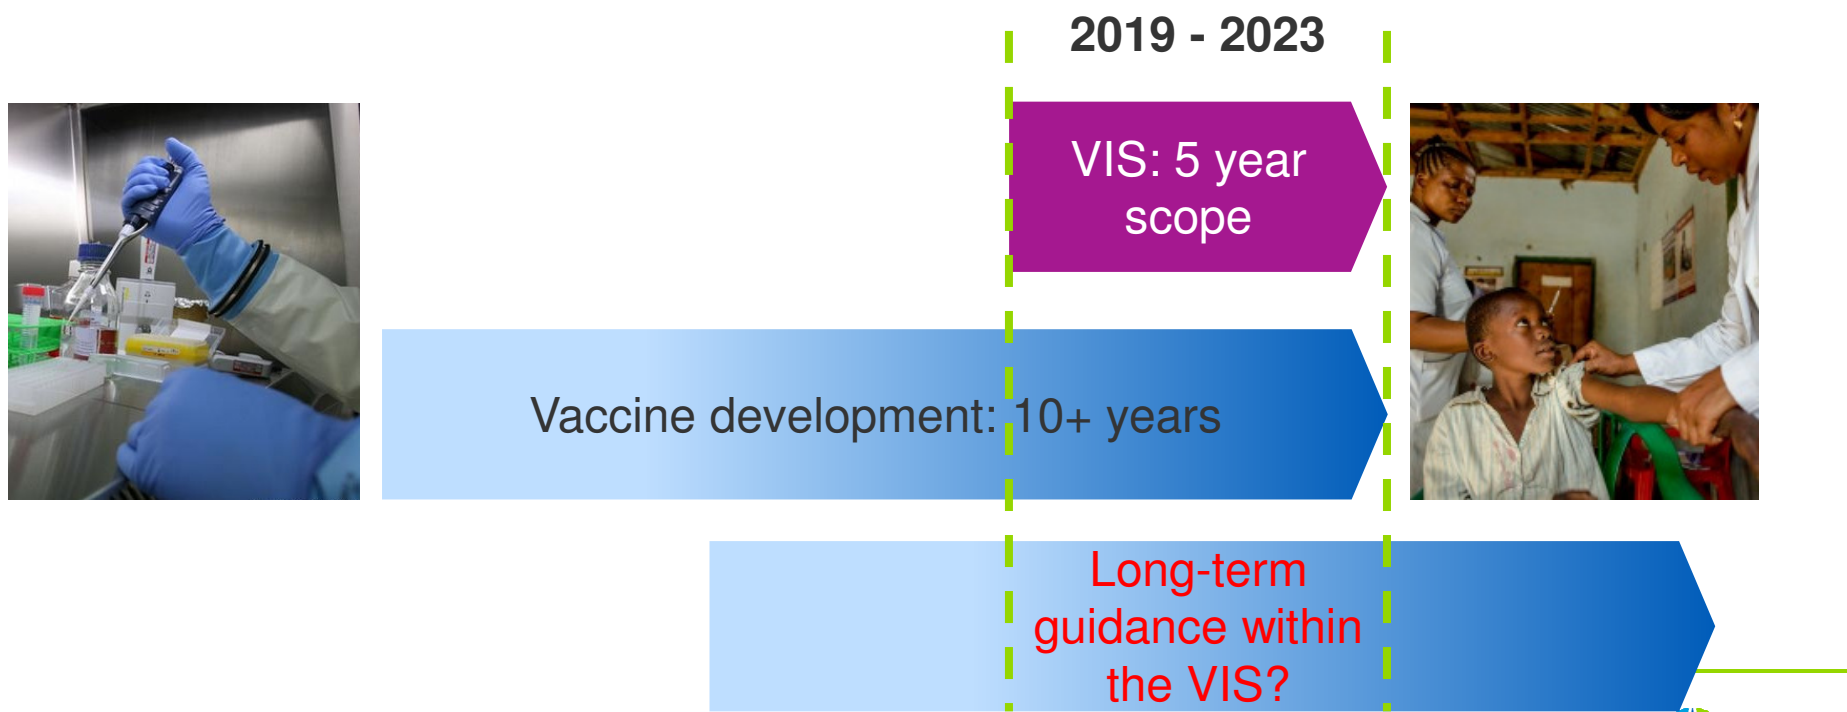 2019 - 2023
VIS: 5 year
scope
Vaccine development: 10+ years
Long-term
guidance within
the VIS?